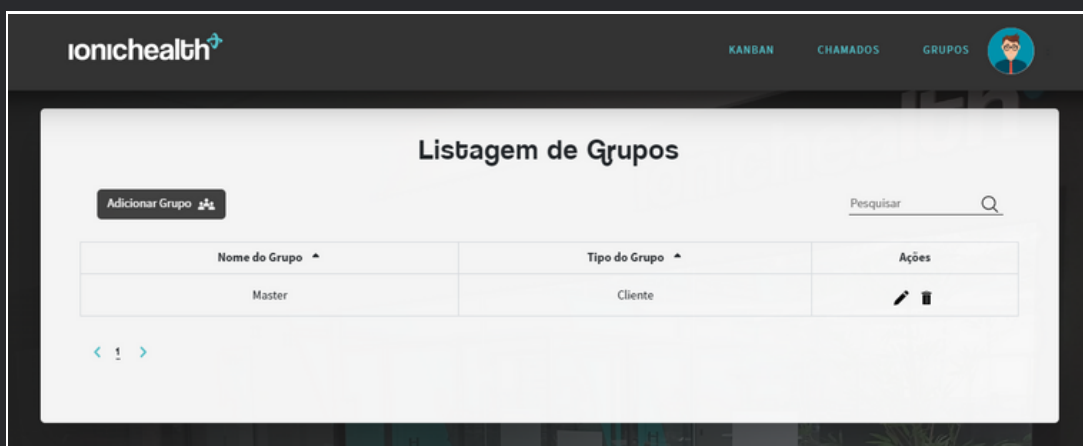 ionichealth
KANBAN CHAMADOS GRUPOS
Listagem de Grupos
Adicionar Grupo
Pesquisar
Nome do Grupo Tipo do Grupo Ações
Master Cliente
1